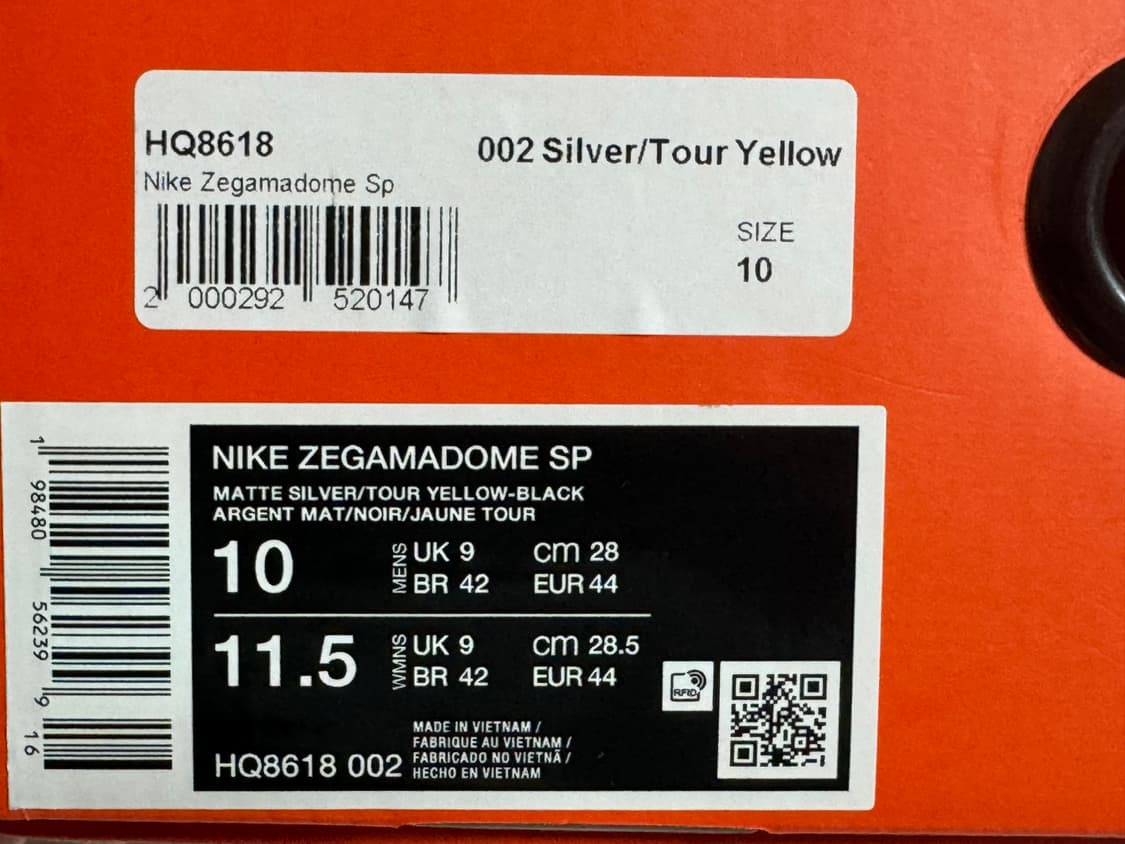 HQ8618
002 Silver/Tour Yellow
Nike Zegamadome Sp
SIZE
10
2 000292 520147
NIKE ZEGAMADOME SP
MATTE SILVER/TOUR YELLOW-BLACK
ARGENT MAT/NOIR/JAUNE TOUR
10
MENS
UK 9
cm 28
BR 42
EUR 44
11.5
WMNS
UK 9
cm 28.5
BR 42
EUR 44
RFID
MADE IN VIETNAM /
FABRIQUE AU VIETNAM /
FABRICADO NO VIETNÃ /
HECHO EN VIETNAM
HQ8618 002
1 98480 56239 9 16